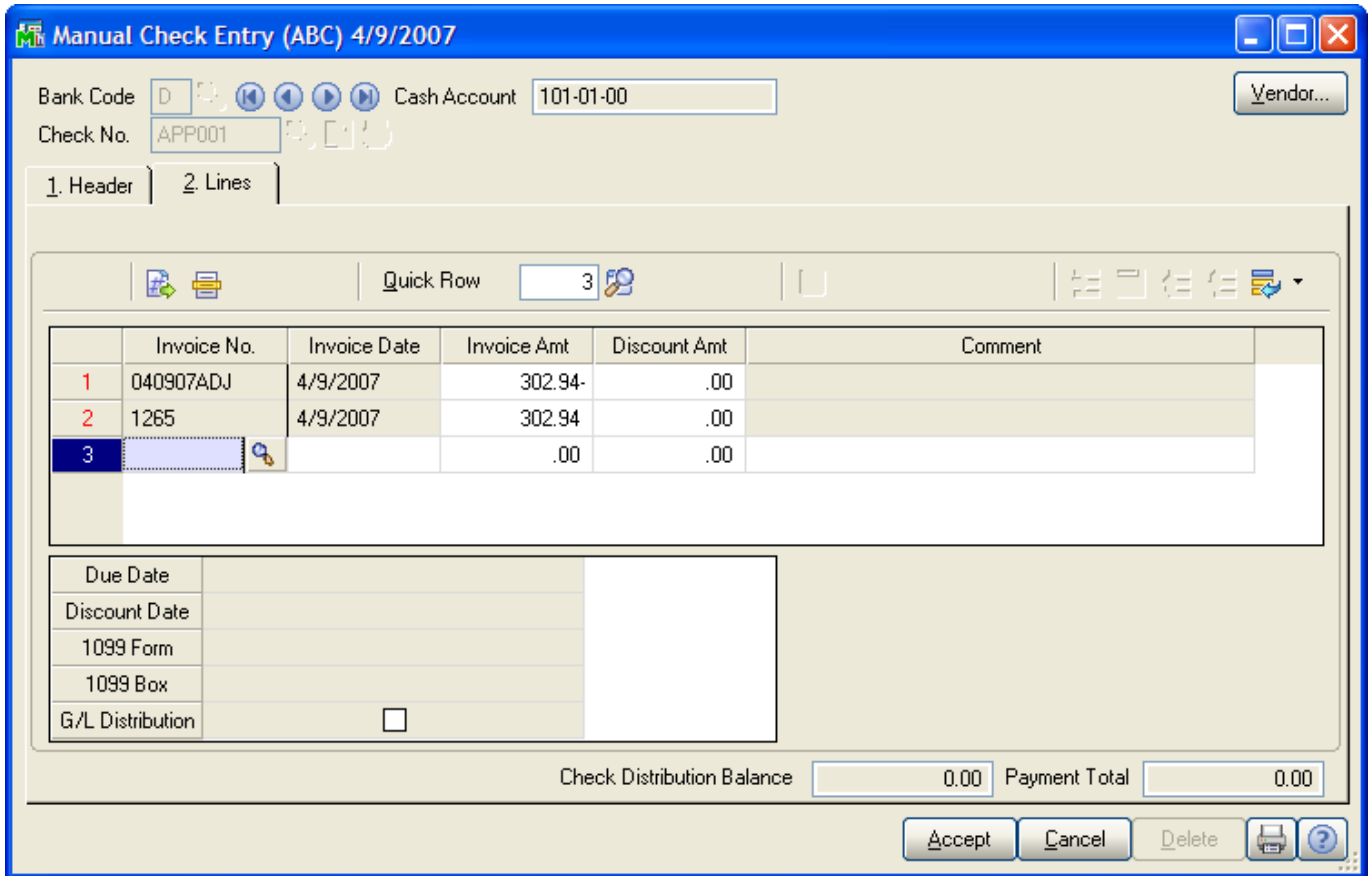 Manual Check Entry (ABC) 4/9/2007
Bank Code D Cash Account 101-01-00 Vendor...
Check No. APP001
1. Header 2. Lines
Quick Row 3
Invoice No. Invoice Date Invoice Amt Discount Amt Comment
1 040907ADJ 4/9/2007 302.94- .00
2 1265 4/9/2007 302.94 .00
3 .00 .00
Due Date
Discount Date
1099 Form
1099 Box
G/L Distribution
Check Distribution Balance 0.00 Payment Total 0.00
Accept Cancel Delete